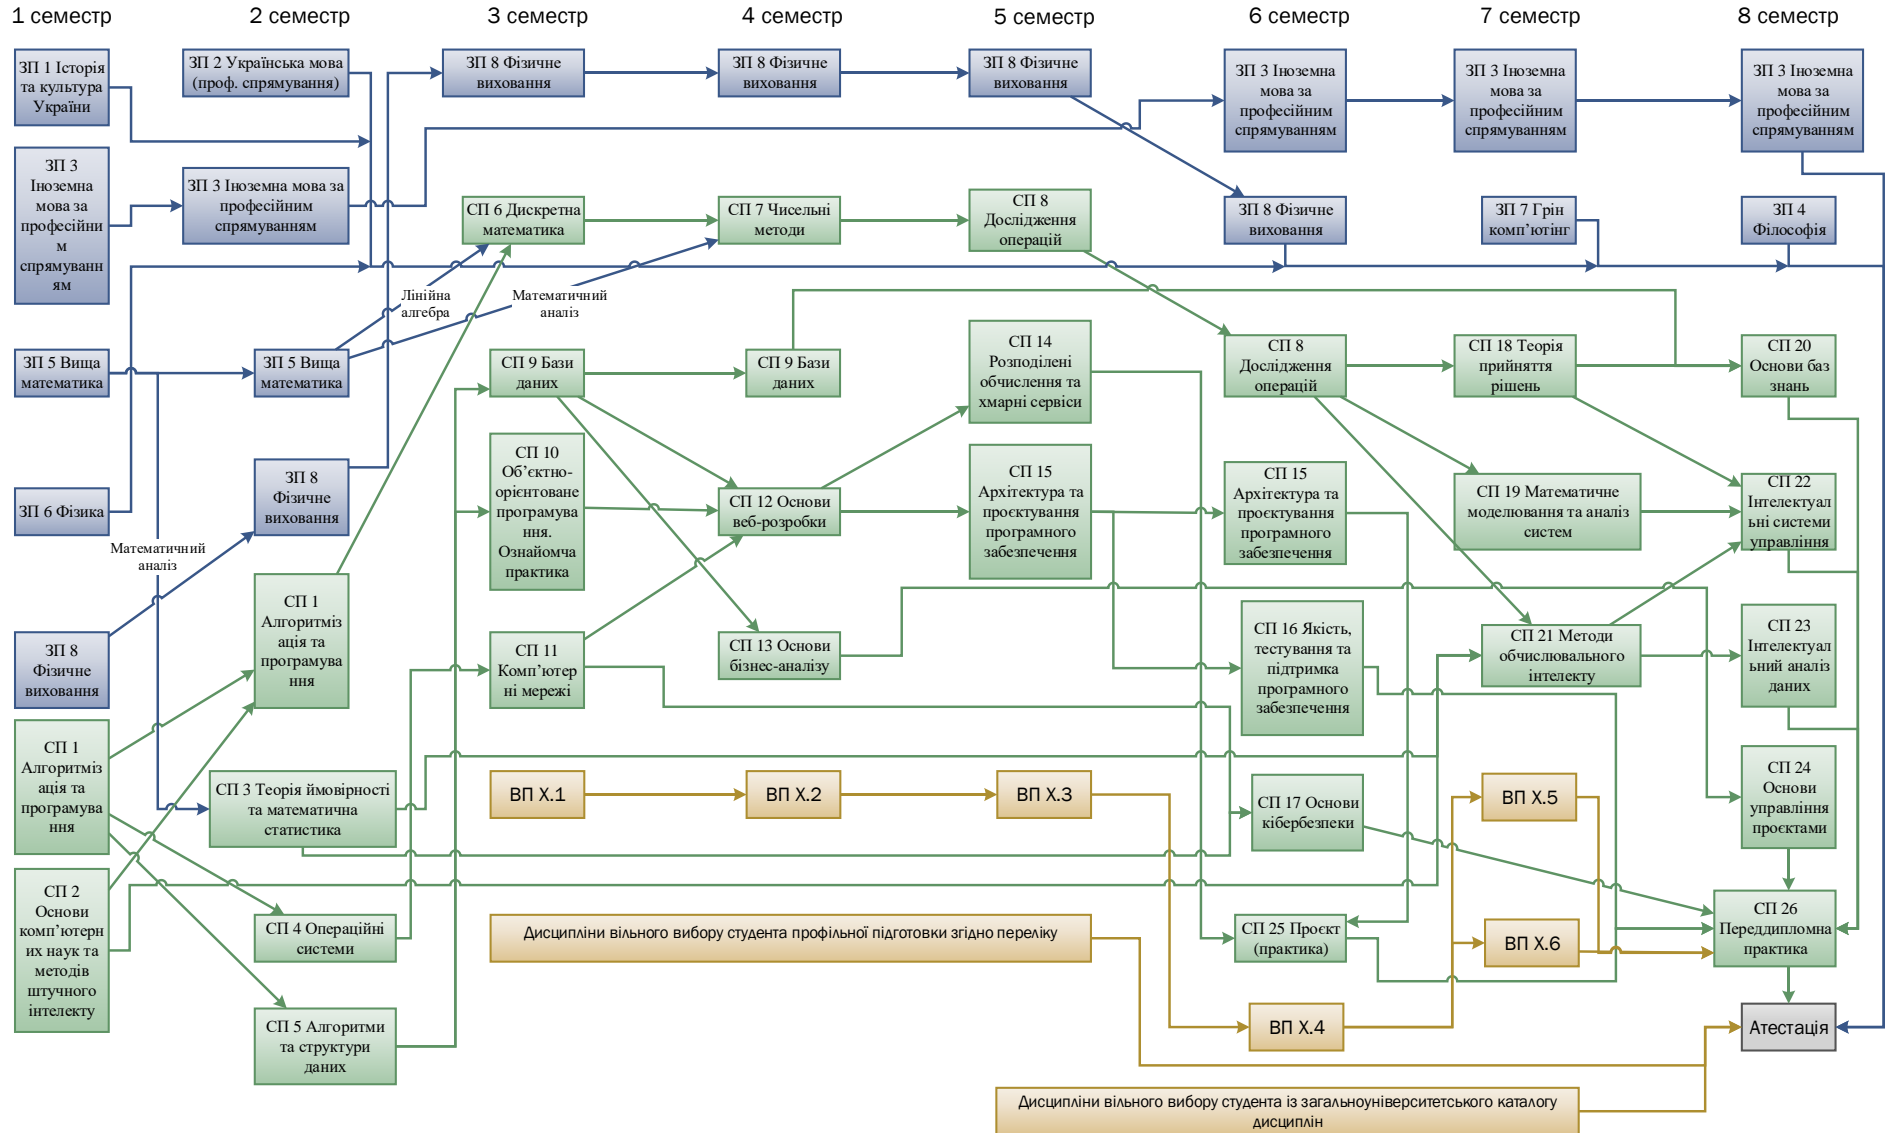 1 семестр
2 семестр
3 семестр
4 семестр
5 семестр
6 семестр
7 семестр
8 семестр
ЗП 1 Історія
та культура
України
ЗП 3
Іноземна
мова за
професійни
м
спрямуванн
ям
ЗП 5 Вища
математика
ЗП 6 Фізика
Математичний
аналіз
ЗП 8
Фізичне
виховання
СП 1
Алгоритміз
ація та
програмува
ння
СП 2
Основи
комп’ютерн
их наук та
методів
штучного
інтелекту
ЗП 2 Українська мова
(проф. спрямування)
ЗП 3 Іноземна мова за
професійним
спрямуванням
ЗП 5 Вища
математика
Лінійна
алгебра
Математичний
аналіз
ЗП 8
Фізичне
виховання
СП 1
Алгоритміз
ація та
програмува
ння
СП 3 Теорія ймовірності
та математична
статистика
СП 4 Операційні
системи
СП 5 Алгоритми
та структури
даних
ЗП 8 Фізичне
виховання
СП 6 Дискретна
математика
СП 9 Бази
даних
СП 10
Об’єктно-
орієнтоване
програмува
ння.
Ознайомча
практика
СП 11
Комп’ютер
ні мережі
ВП Х.1
Дисципліни вільного вибору студента профільної підготовки згідно переліку
ЗП 8 Фізичне
виховання
СП 7 Чисельні
методи
СП 9 Бази
даних
СП 12 Основи
веб-розробки
СП 13 Основи
бізнес-аналізу
ВП Х.2
ЗП 8 Фізичне
виховання
СП 8
Дослідження
операцій
СП 14
Розподілені
обчислення та
хмарні сервіси
СП 15
Архітектура та
проєктування
програмного
забезпечення
ВП Х.3
ЗП 3 Іноземна
мова за
професійним
спрямуванням
ЗП 8 Фізичне
виховання
СП 8
Дослідження
операцій
СП 15
Архітектура та
проєктування
програмного
забезпечення
СП 16 Якість,
тестування та
підтримка
програмного
забезпечення
СП 17 Основи
кібербезпеки
СП 25 Проєкт
(практика)
ВП Х.4
Дисципліни вільного вибору студента із загальноуніверситетського каталогу
дисциплін
ЗП 3 Іноземна
мова за
професійним
спрямуванням
ЗП 7 Грін
комп’ютінг
СП 18 Теорія
прийняття
рішень
СП 19 Математичне
моделювання та аналіз
систем
СП 21 Методи
обчислювального
інтелекту
ВП Х.5
ВП Х.6
ЗП 3 Іноземна
мова за
професійним
спрямуванням
ЗП 4
Філософія
СП 20
Основи баз
знань
СП 22
Інтелектуал
ьні системи
управління
СП 23
Інтелектуа
льний аналіз
даних
СП 24
Основи
управління
проєктами
СП 26
Переддипломна
практика
Атестація